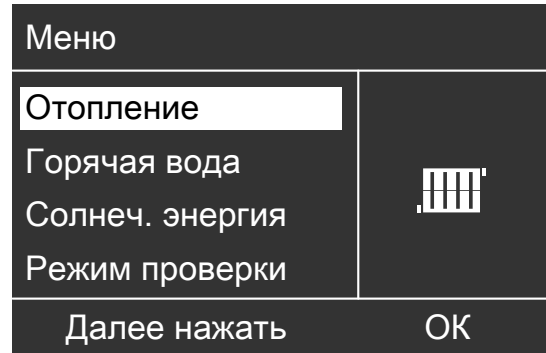 Меню
Отопление
Горячая вода
Солнеч. энергия
Режим проверки
Далее нажать OK